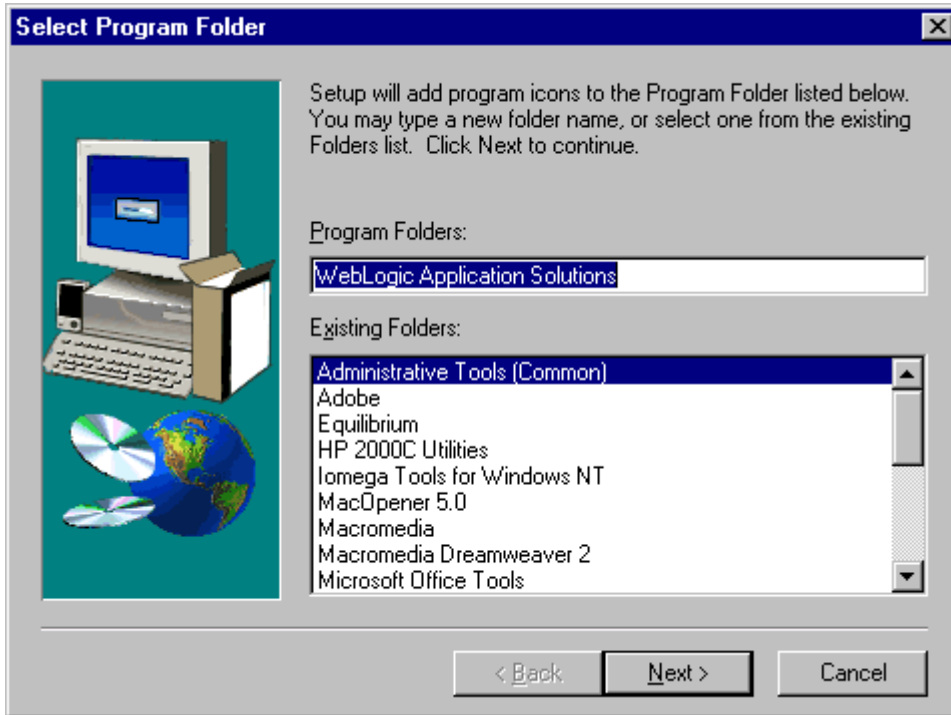 Select Program Folder
Setup will add program icons to the Program Folder listed below.
You may type a new folder name, or select one from the existing
Folders list.  Click Next to continue.
Program Folders:
WebLogic Application Solutions
Existing Folders:
Administrative Tools (Common)
Adobe
Equilibrium
HP 2000C Utilities
Iomega Tools for Windows NT
MacOpener 5.0
Macromedia
Macromedia Dreamweaver 2
Microsoft Office Tools
< Back
Next >
Cancel